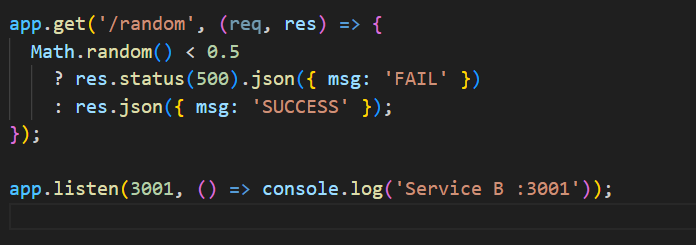 app.get('/random', (req, res) => {
  Math.random() < 0.5
    ? res.status(500).json({ msg: 'FAIL' })
    : res.json({ msg: 'SUCCESS' });
});

app.listen(3001, () => console.log('Service B :3001'));